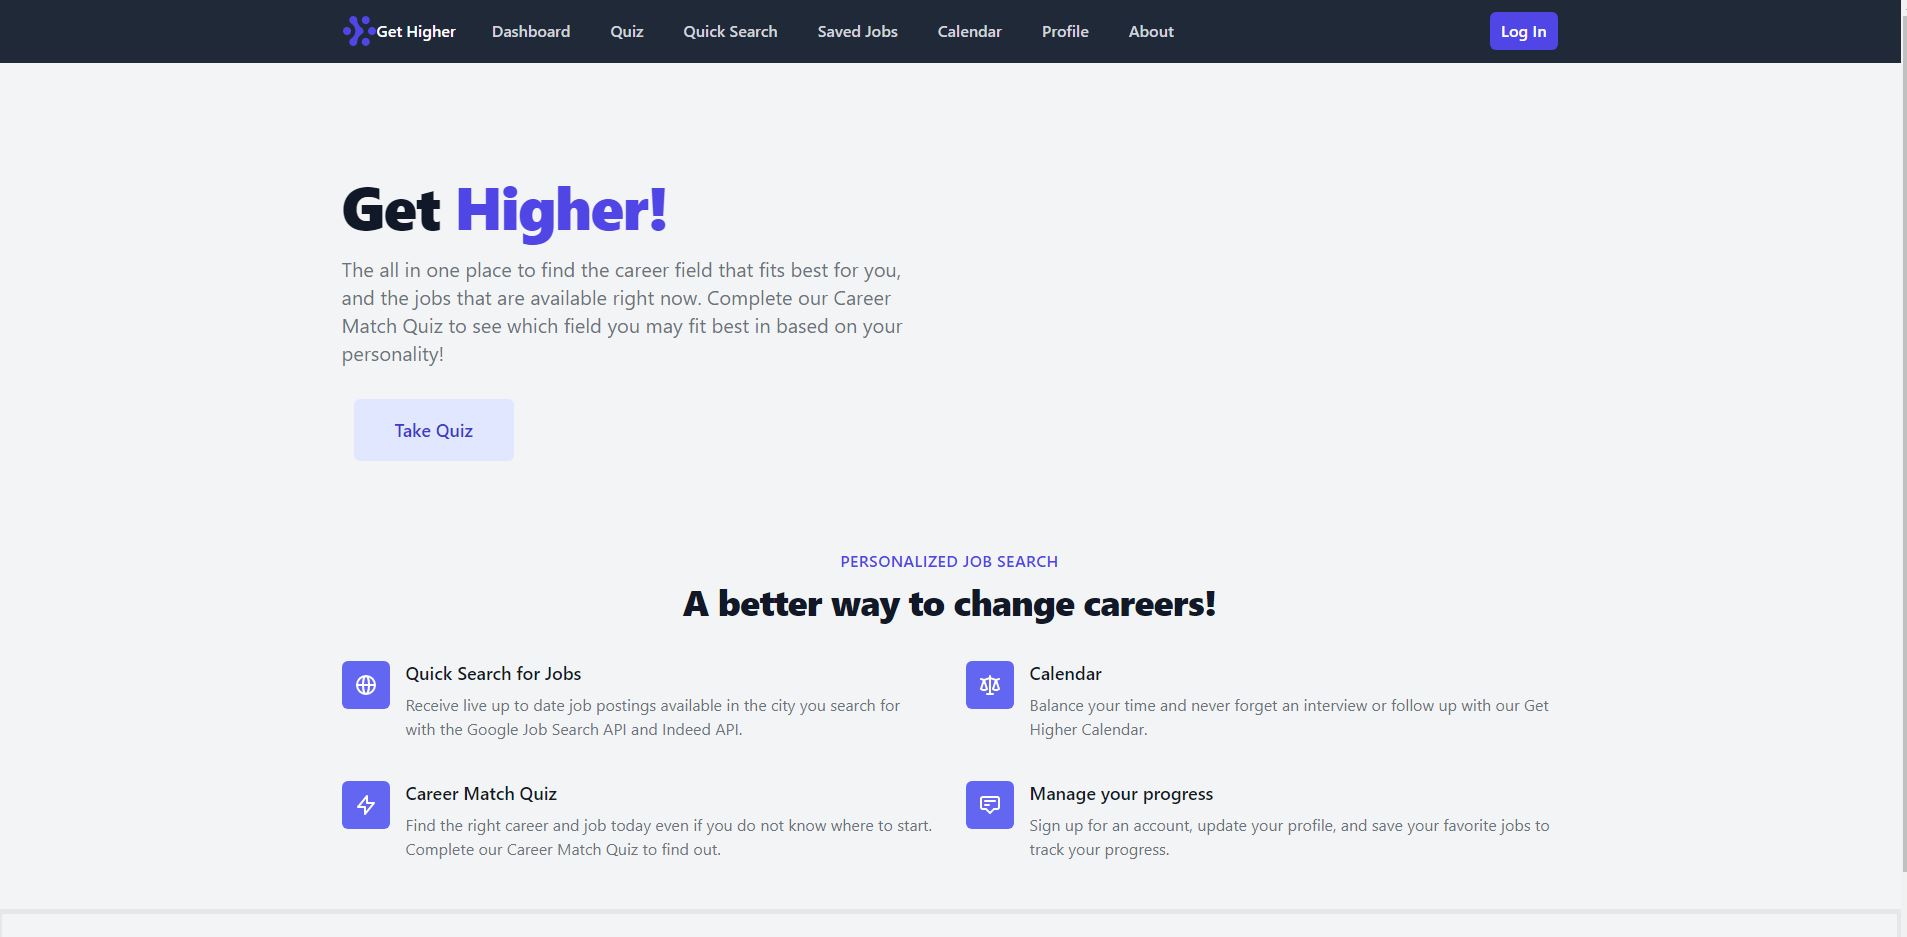 Get Higher Dashboard Quiz Quick Search Saved Jobs Calendar Profile About Log In
Get Higher!
The all in one place to find the career field that fits best for you,
and the jobs that are available right now. Complete our Career
Match Quiz to see which field you may fit best in based on your
personality!
Take Quiz
PERSONALIZED JOB SEARCH
A better way to change careers!
Quick Search for Jobs
Receive live up to date job postings available in the city you search for
with the Google Job Search API and Indeed API.
Calendar
Balance your time and never forget an interview or follow up with our Get
Higher Calendar.
Career Match Quiz
Find the right career and job today even if you do not know where to start.
Complete our Career Match Quiz to find out.
Manage your progress
Sign up for an account, update your profile, and save your favorite jobs to
track your progress.